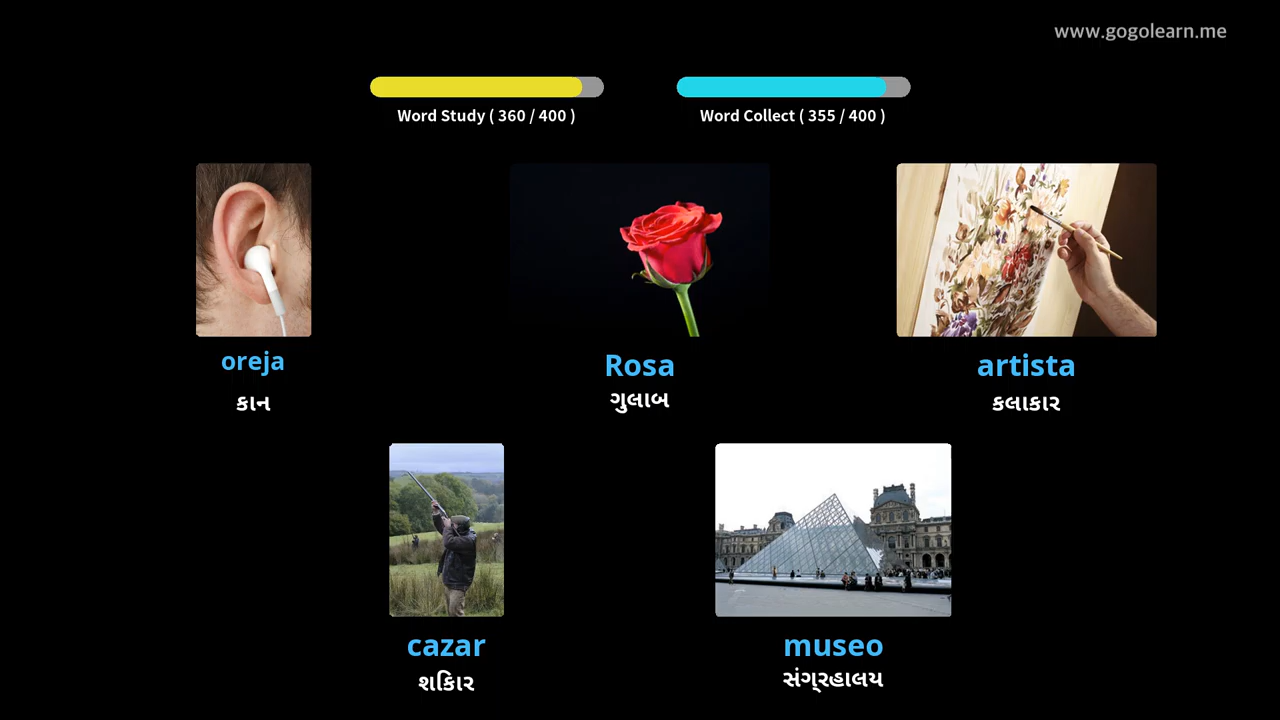 www.gogolearn.me
Word Study ( 360 / 400 )
Word Collect ( 355 / 400 )
oreja
કાન
Rosa
ગુલાબ
artista
કલાકાર
cazar
શિકાર
museo
સંગ્રહાલય